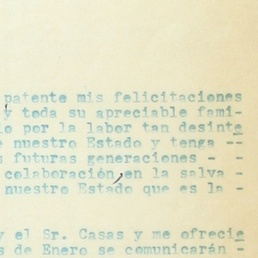 patente mis felicitaciones
y toda su apreciable fami-
o por la labor tan desinte
e nuestro Estado y tenga --
s futuras generaciones - -
colaboración,en la salva -
nuestro Estado que es la -
y el Sr. Casas y me ofrecie
s de Enero se comunicarán -